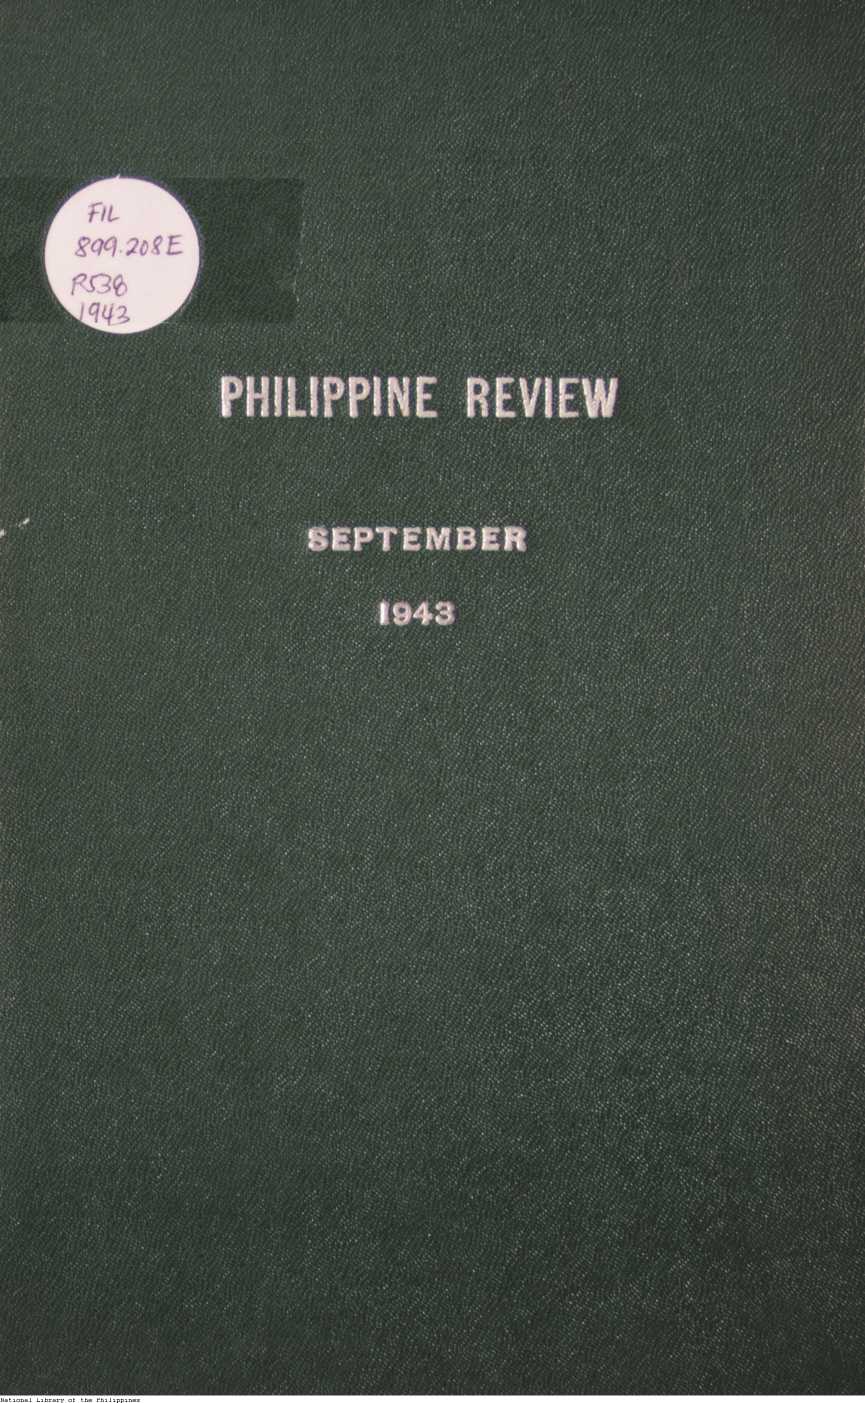 FIL
899.208E
R538
1943
PHILIPPINE REVIEW
SEPTEMBER
1943
National Library of the Philippines